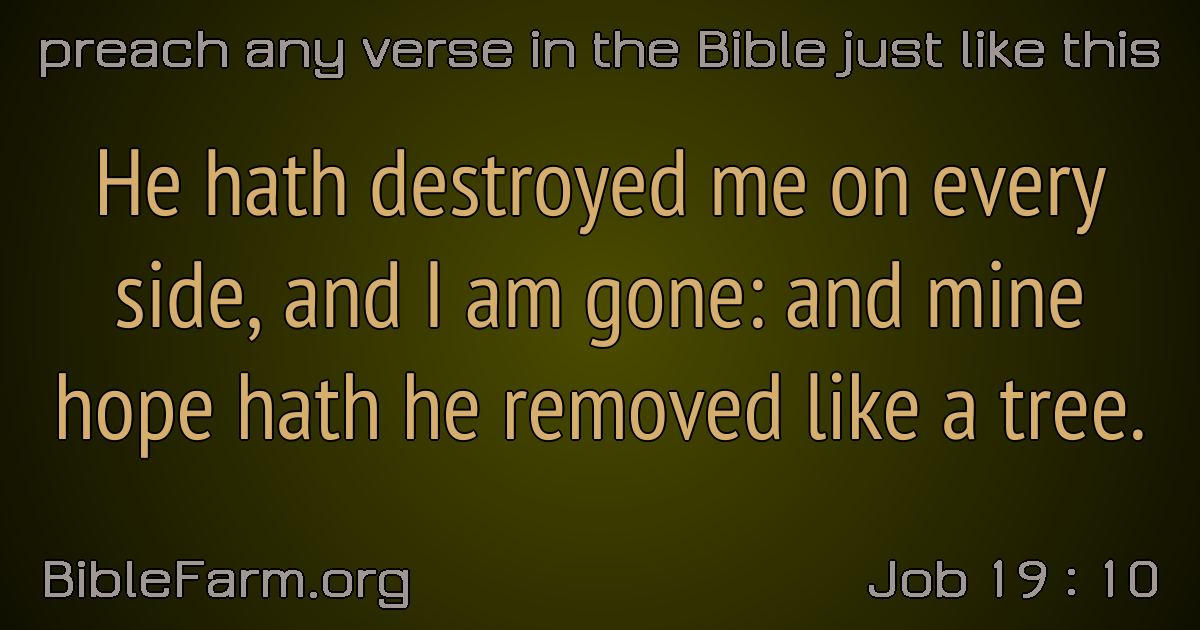 preach any verse in the Bible just like this
He hath destroyed me on every
side, and I am gone: and mine
hope hath he removed like a tree.
BibleFarm.org
Job 19 : 10